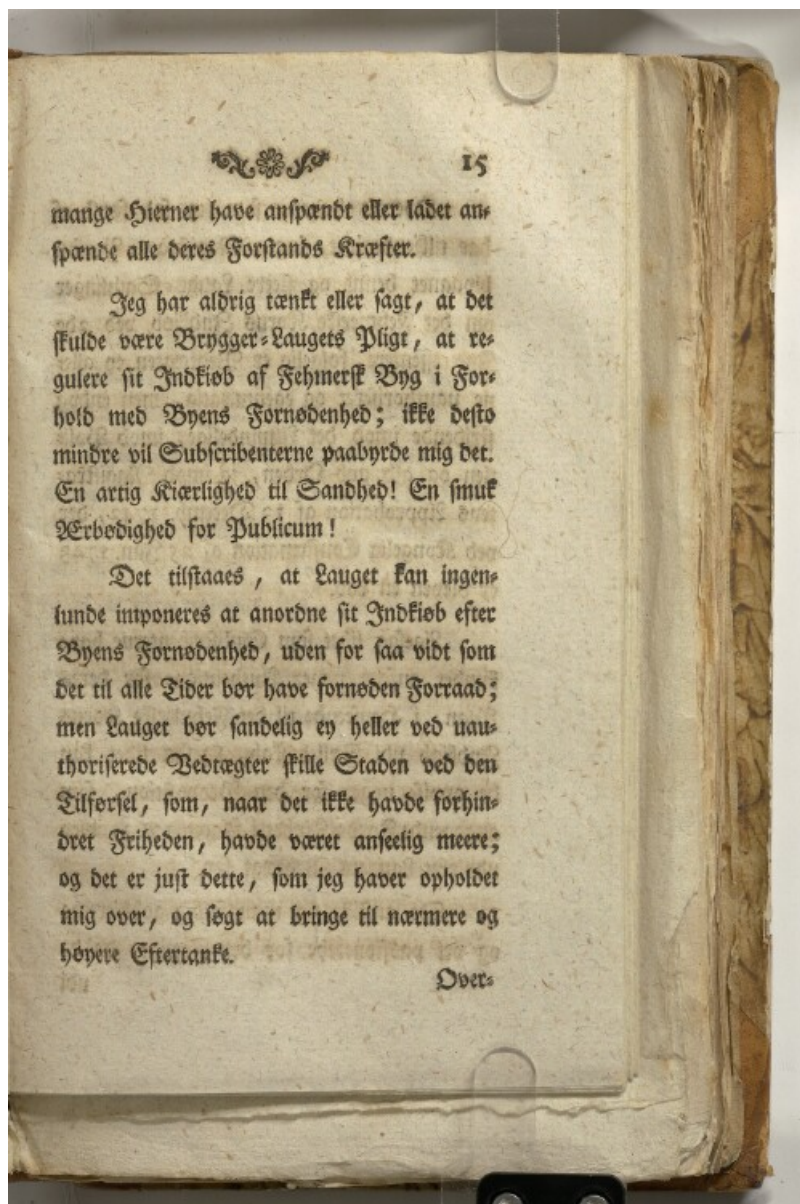 15
mange Hierner have anspændt eller ladet an-
spænde alle deres Forstands Kræfter.
Jeg har aldrig tænkt eller sagt, at det
skulde være Brygger-Laugets Pligt, at re-
gulere sit Indkiøb af Fehmersk Byg i For-
hold med Byens Fornødenhed; ikke desto
mindre vil Subscribenterne paabyrde mig det.
En artig Kiærlighed til Sandhed! En smuk
Ærbødighed for Publicum!
Det tilstaaes, at Lauget kan ingen-
lunde imponeres at anordne sit Indkiøb efter
Byens Fornødenhed, uden for saa vidt som
det til alle Tider bør have fornøden Forraad;
men Lauget bør sandelig ey heller ved uau-
thoriserede Vedtægter skille Staden ved den
Tilførsel, som, naar det ikke havde forhin-
dret Friheden, havde været anseelig meere;
og det er just dette, som jeg haver opholdet
mig over, og søgt at bringe til nærmere og
høyere Eftertanke.
Over-